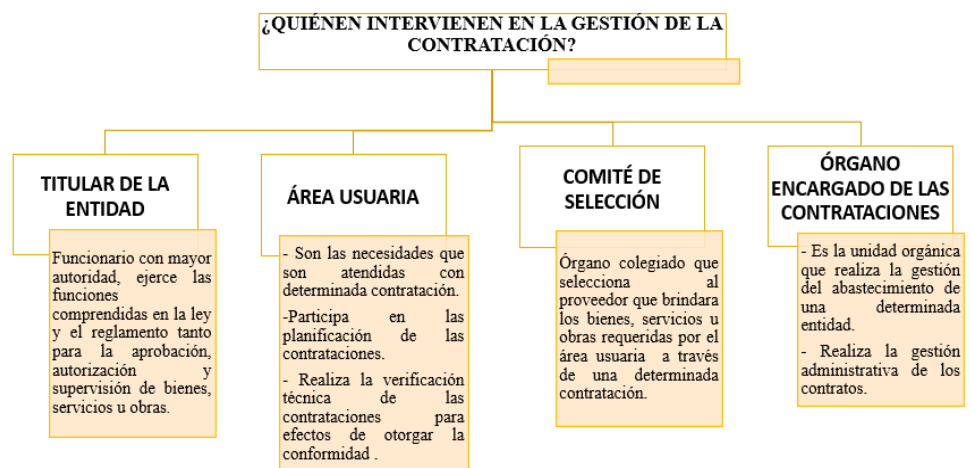 ¿QUIÉNEN INTERVIENEN EN LA GESTIÓN DE LA
CONTRATACIÓN?
TITULAR DE LA
ENTIDAD
Funcionario con mayor
autoridad, ejerce las
funciones
comprendidas en la ley
y el reglamento tanto
para la aprobación,
autorización y
supervisión de bienes,
servicios u obras.
ÁREA USUARIA
- Son las necesidades que
son atendidas con
determinada contratación.
-Participa en las
planificación de las
contrataciones.
- Realiza la verificación
técnica de las
contrataciones para
efectos de otorgar la
conformidad .
COMITÉ DE
SELECCIÓN
Órgano colegiado que
selecciona al
proveedor que brindara
los bienes, servicios u
obras requeridas por el
área usuaria a través
de una determinada
contratación.
ÓRGANO
ENCARGADO DE LAS
CONTRATACIONES
- Es la unidad orgánica
que realiza la gestión
del abastecimiento de
una determinada
entidad.
- Realiza la gestión
administrativa de los
contratos.